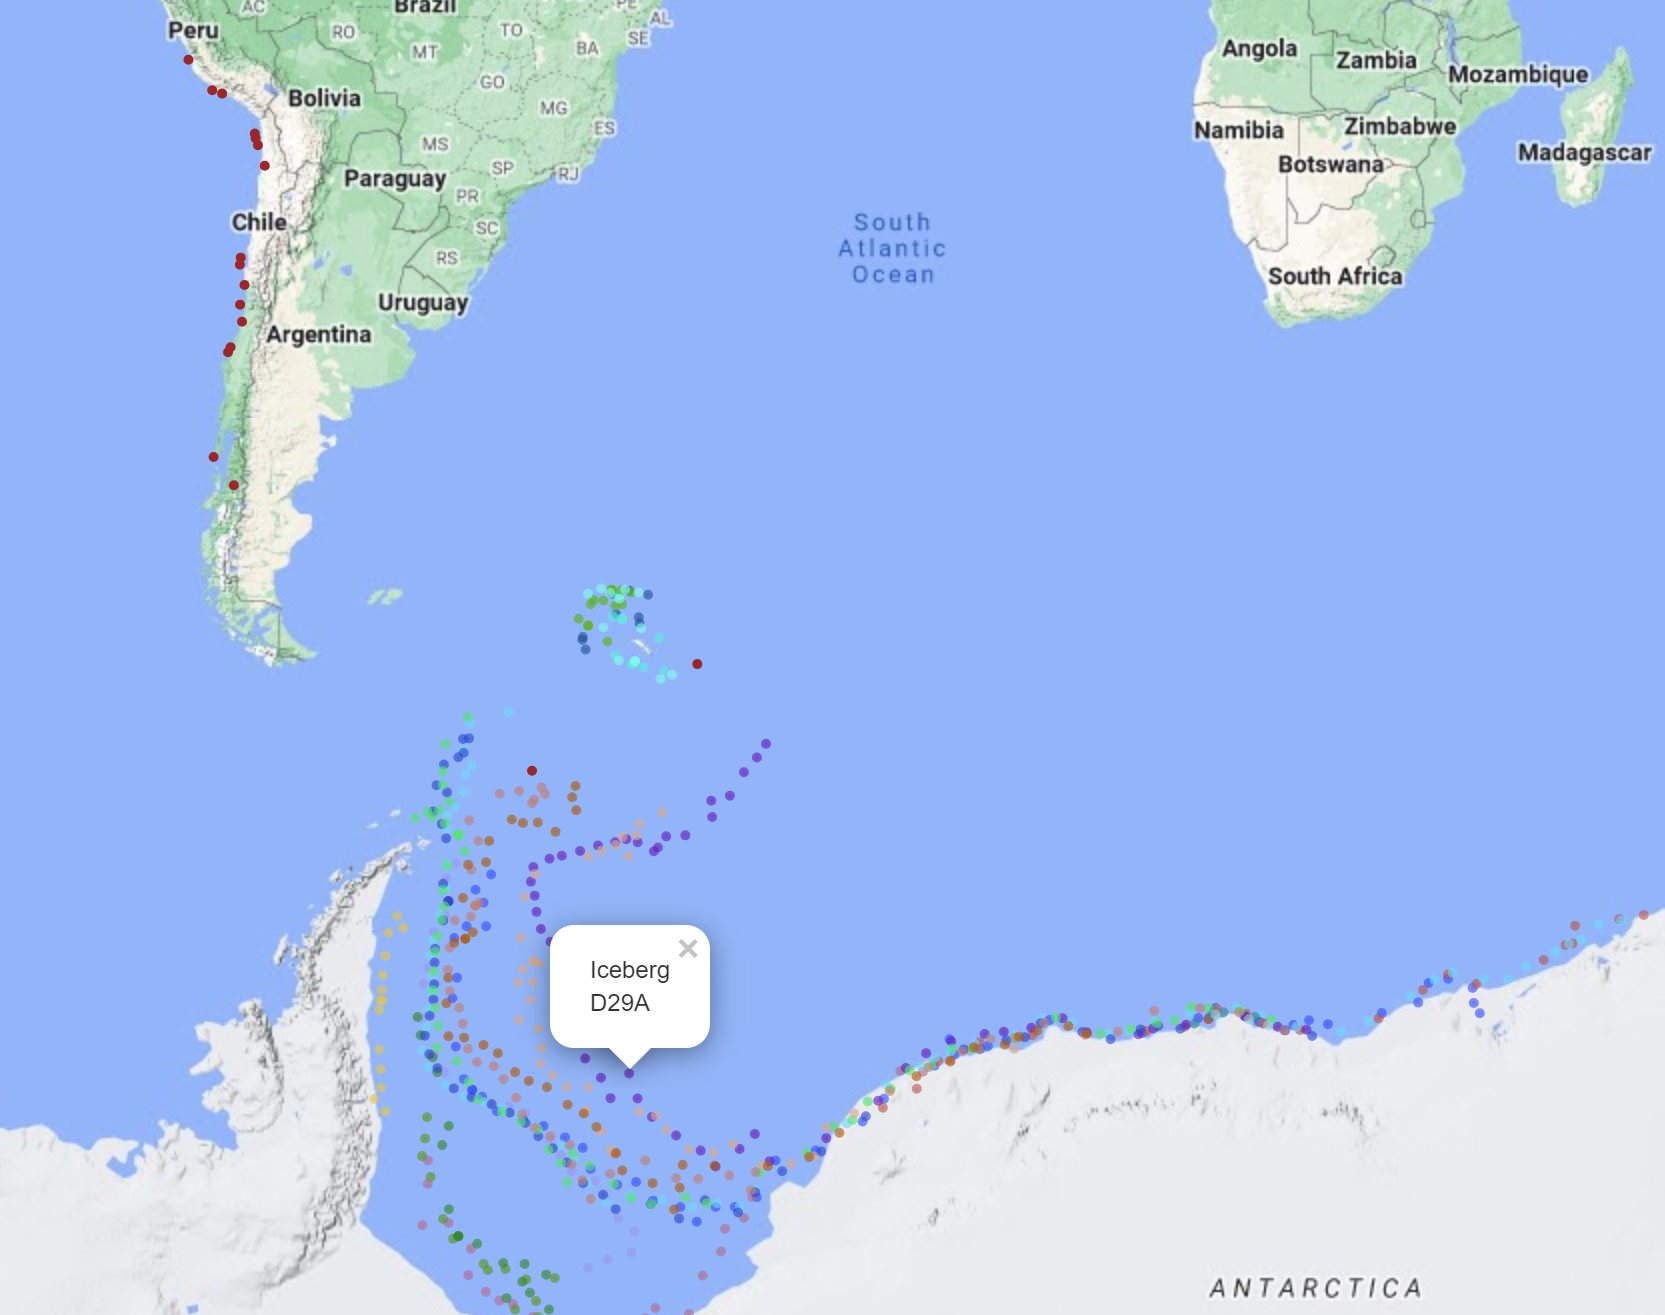 Brazil
PE
AC
AL
Peru
RO
TO
SE
BA
MT
Angola
Zambia
Mozambique
GO
Bolivia
MG
ES
Namibia
Zimbabwe
MS
Madagascar
SP
Botswana
RJ
Paraguay
PR
Chile
SC
South
Atlantic
Ocean
RS
South Africa
Uruguay
Argentina
Iceberg
D29A
ANTARCTICA